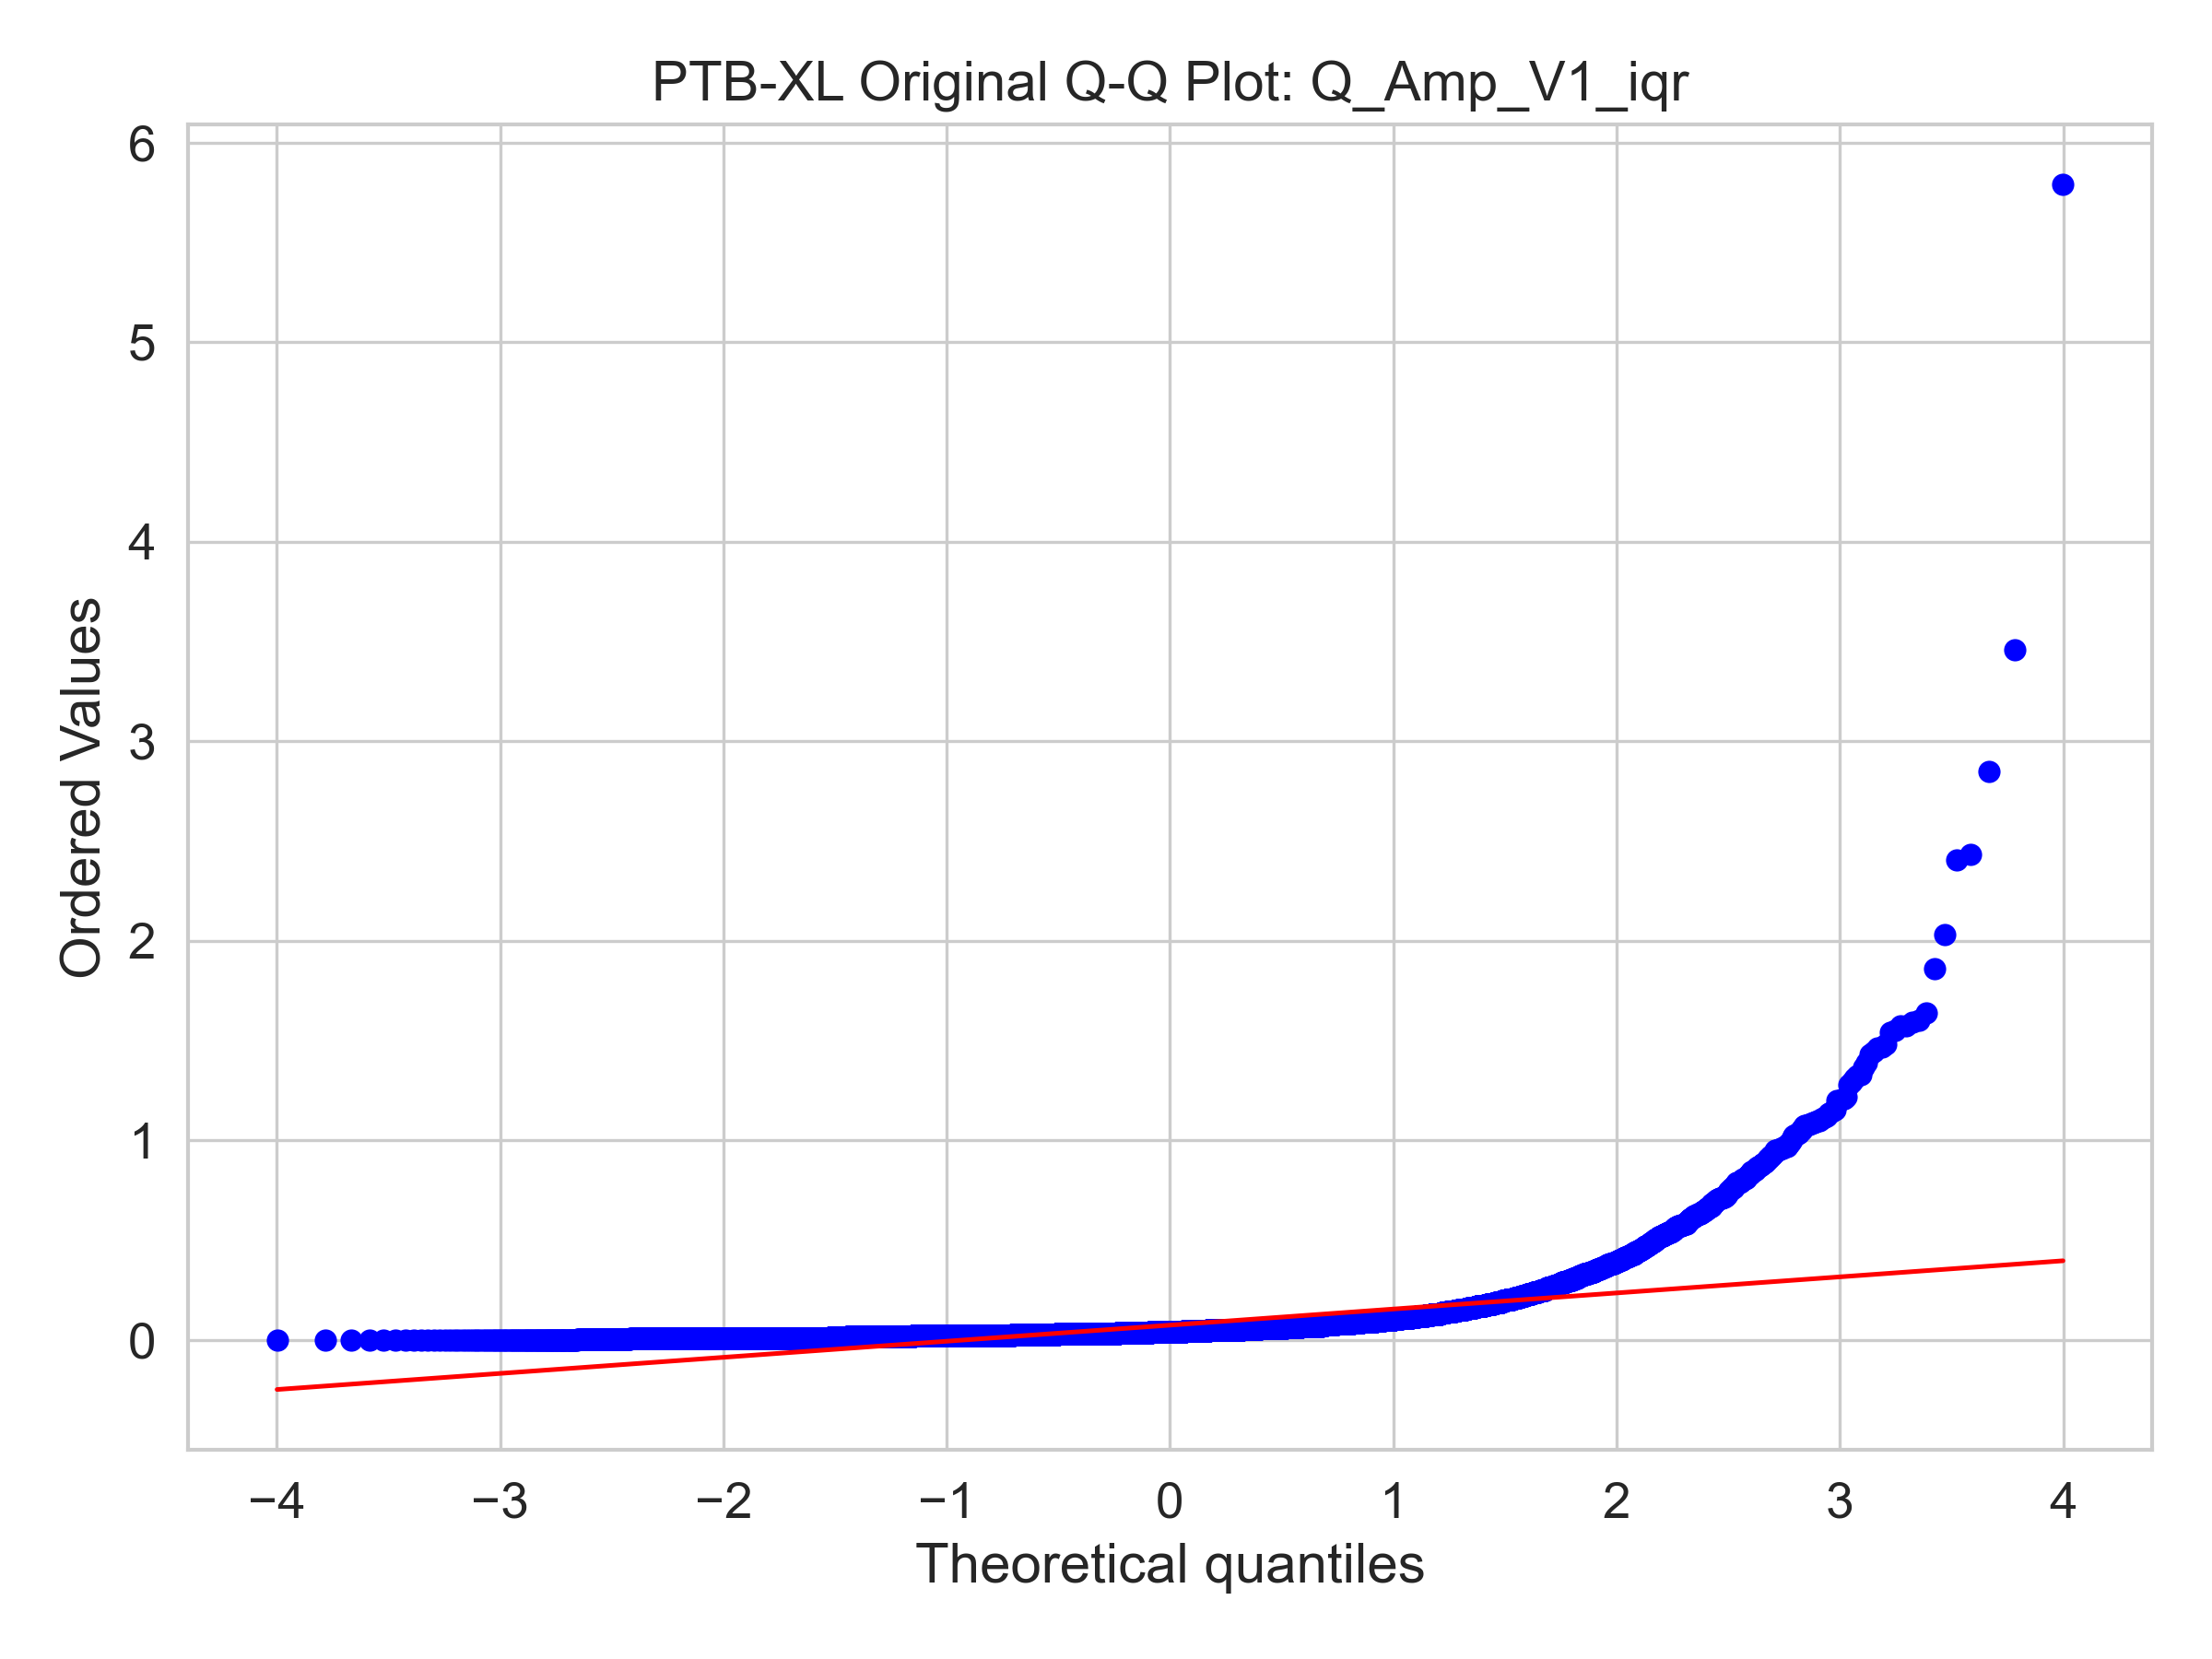 PTB-XL Original Q-Q Plot: Q_Amp_V1_iqr
6
5
4
3
2
1
0
Ordered Values
−4 −3 −2 −1 0 1 2 3 4
Theoretical quantiles